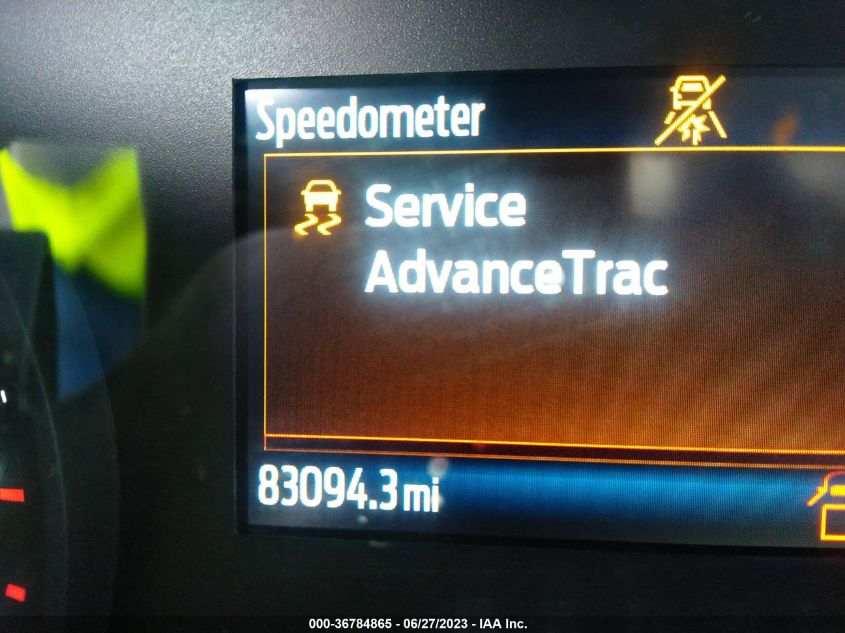 Speedometer
Service
AdvanceTrac
83094.3 mi
000-36784865 - 06/27/2023 - IAA Inc.